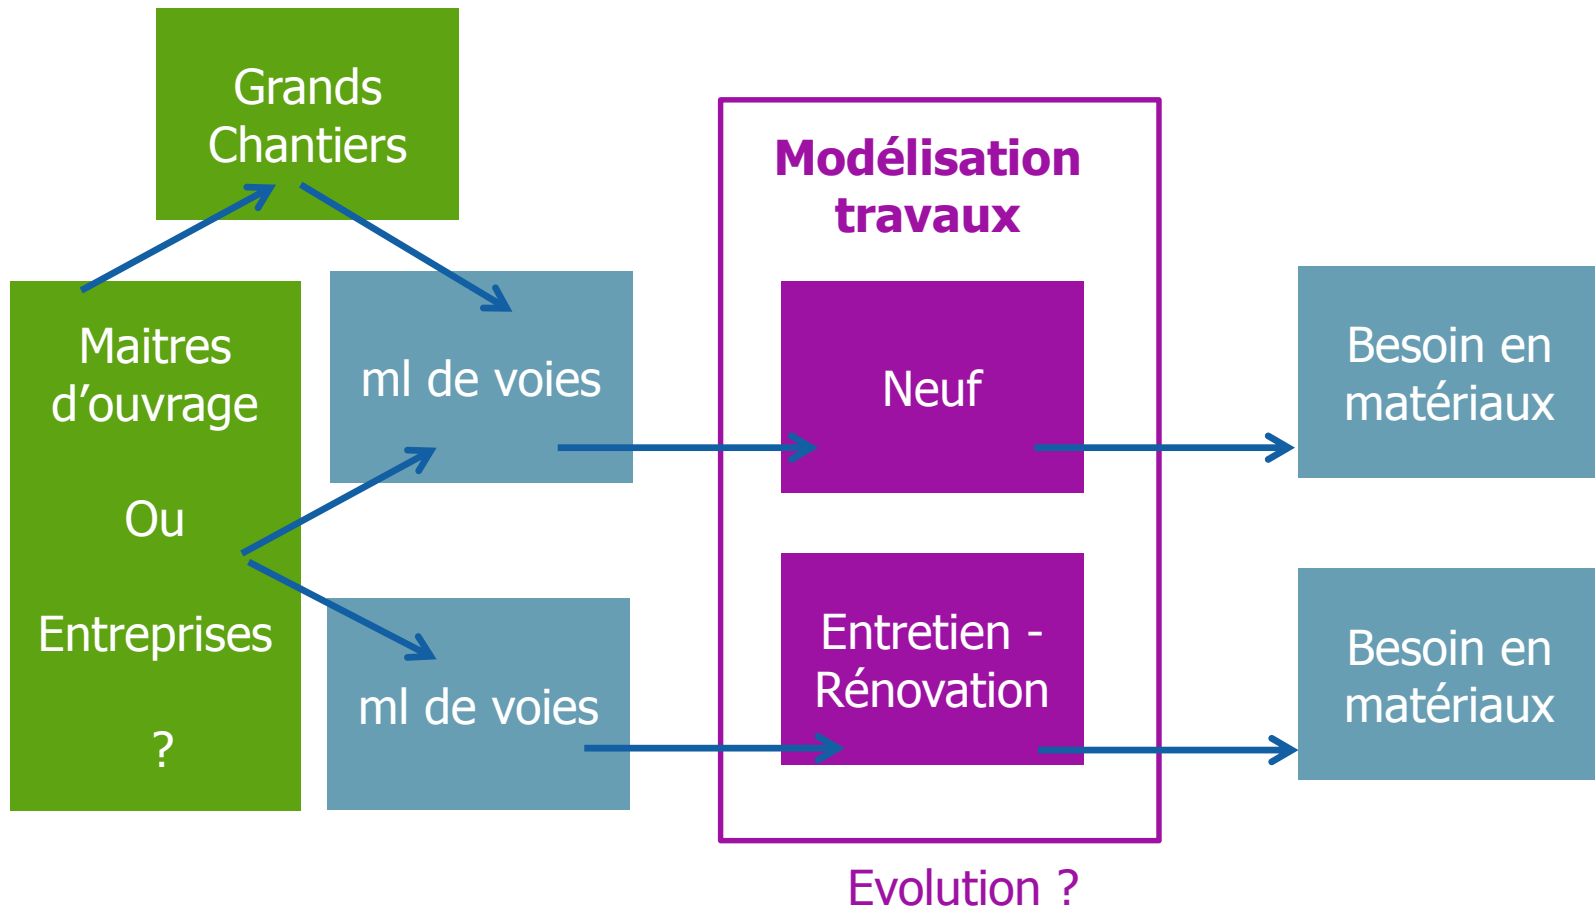 Grands
Chantiers
Maitres
d’ouvrage
Ou
Entreprises
?
ml de voies
ml de voies
Modélisation
travaux
Neuf
Entretien -
Rénovation
Evolution ?
Besoin en
matériaux
Besoin en
matériaux